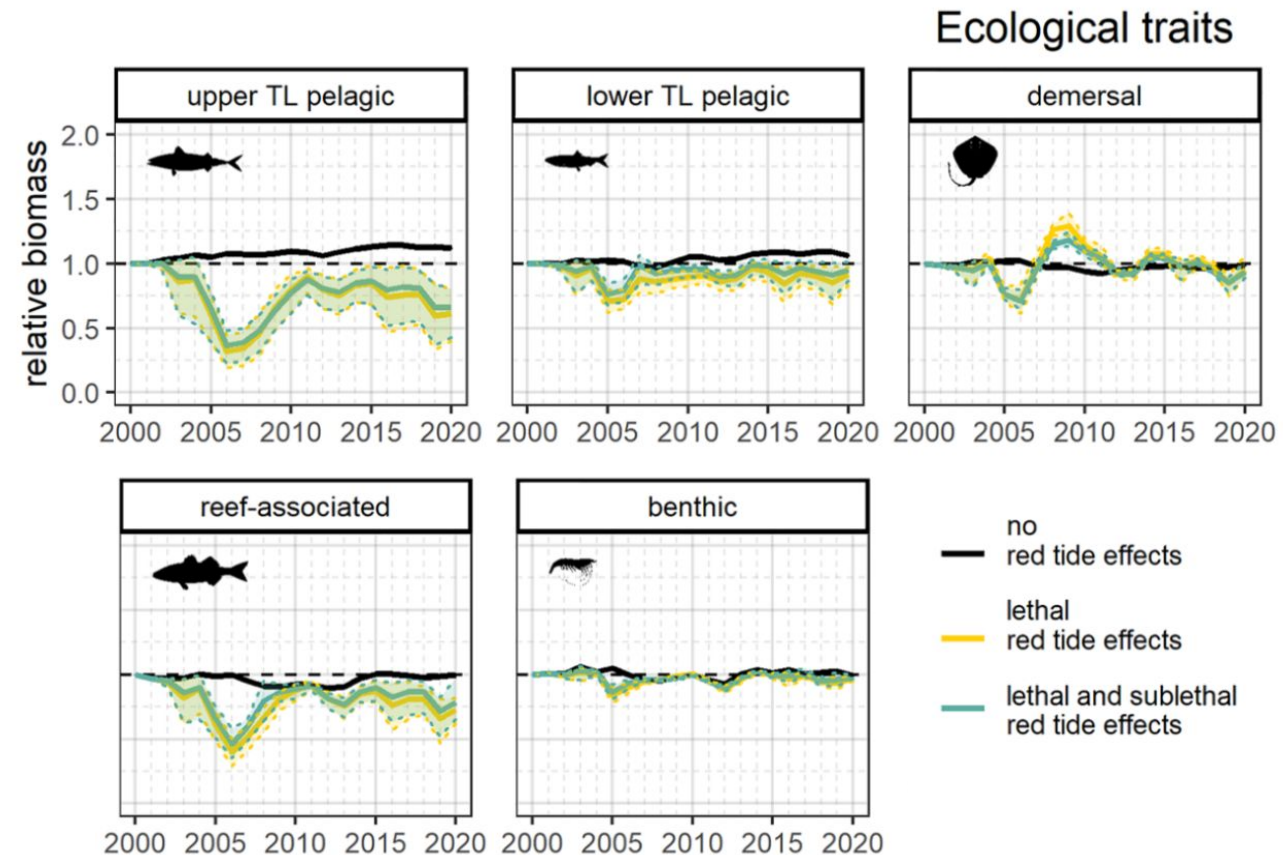 Ecological traits
upper TL pelagic
lower TL pelagic
demersal
relative biomass
2.0
1.5
1.0
0.5
0.0
2000 2005 2010 2015 2020
2000 2005 2010 2015 2020
2000 2005 2010 2015 2020
reef-associated
benthic
2000 2005 2010 2015 2020
2000 2005 2010 2015 2020
no
red tide effects
lethal
red tide effects
lethal and sublethal
red tide effects